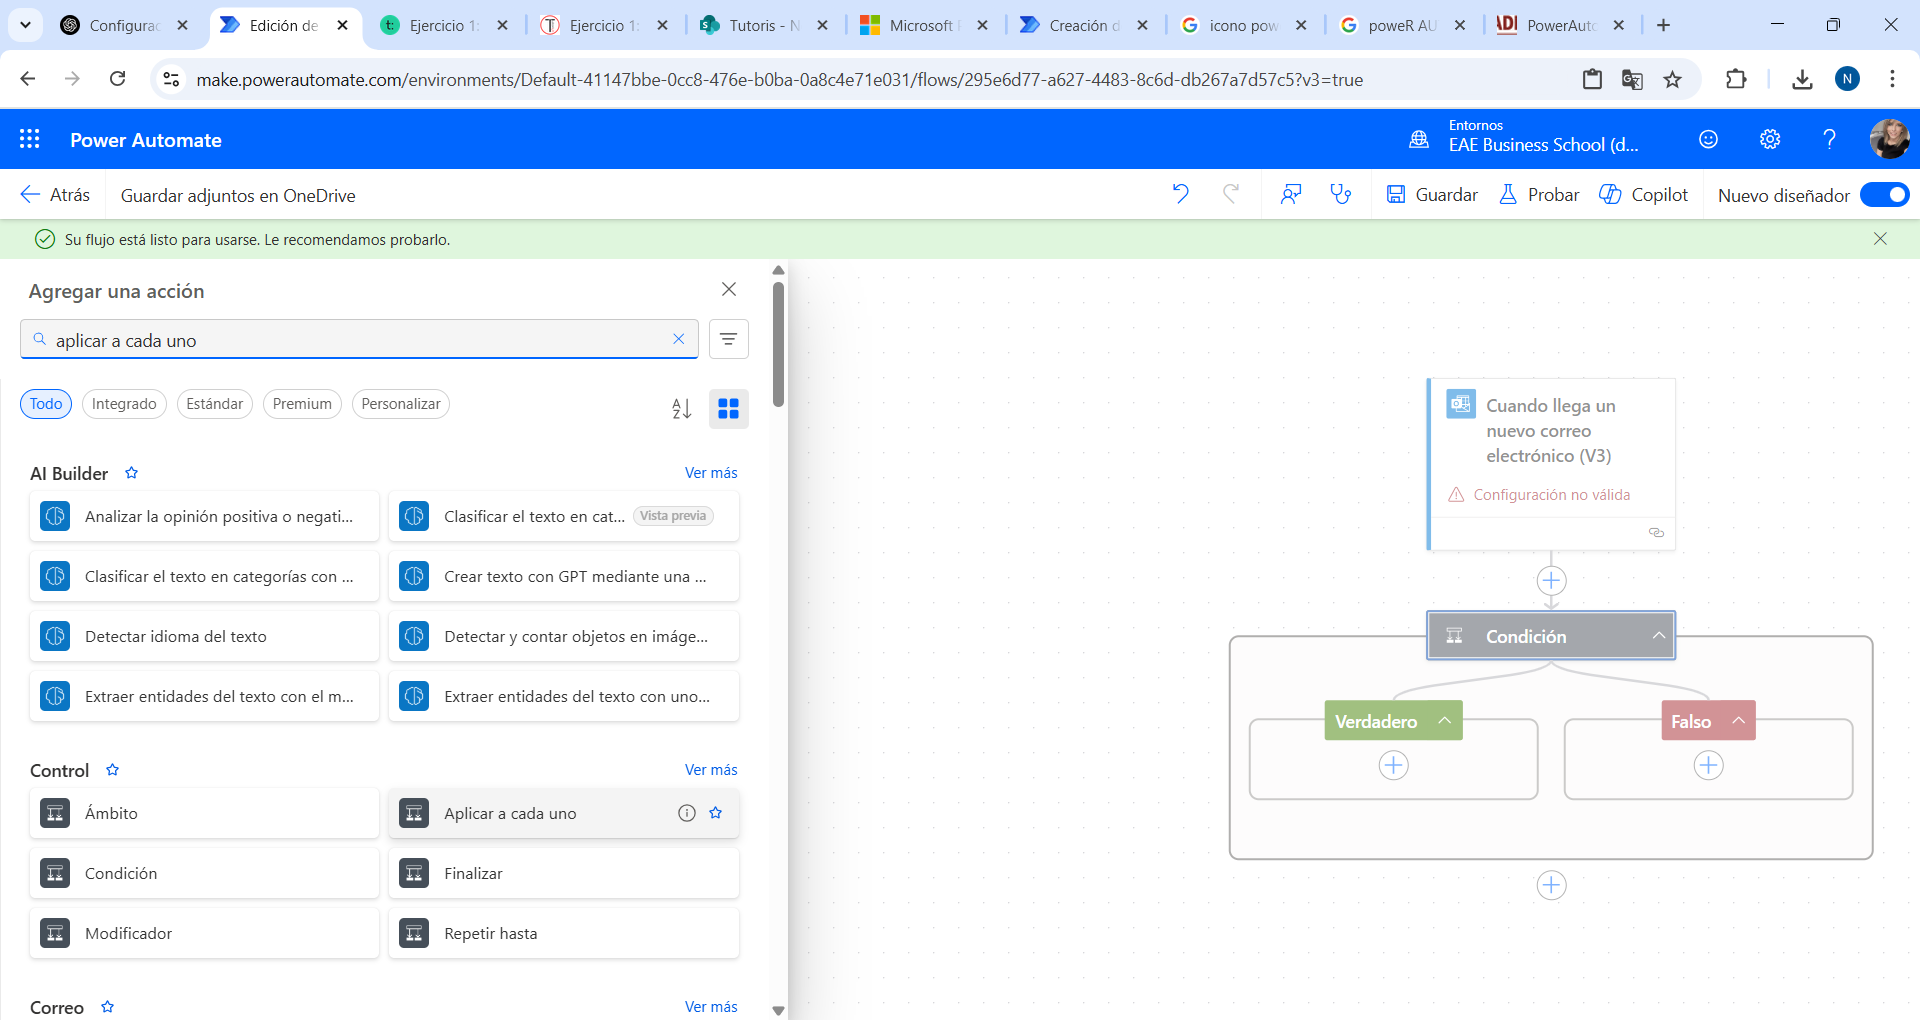 Configurac
Edición de
Ejercicio 1:
Ejercicio 1:
Tutoris - N
Microsoft P
Creación d
icono pow
poweR AU
PowerAuto
make.powerautomate.com/environments/Default-41147bbe-0cc8-476e-b0ba-0a8c4e71e031/flows/295e6d77-a627-4483-8c6d-db267a7d57c5?v3=true
N
Power Automate
Entornos
EAE Business School (d...
Atrás
Guardar adjuntos en OneDrive
Guardar
Probar
Copilot
Nuevo diseñador
Su flujo está listo para usarse. Le recomendamos probarlo.
Agregar una acción
aplicar a cada uno
Todo
Integrado
Estándar
Premium
Personalizar
AI Builder
Ver más
Analizar la opinión positiva o negati...
Clasificar el texto en cat...
Vista previa
Clasificar el texto en categorías con ...
Crear texto con GPT mediante una ...
Detectar idioma del texto
Detectar y contar objetos en imáge...
Extraer entidades del texto con el m...
Extraer entidades del texto con uno...
Control
Ver más
Ámbito
Aplicar a cada uno
Condición
Finalizar
Modificador
Repetir hasta
Correo
Ver más
Cuando llega un
nuevo correo
electrónico (V3)
Configuración no válida
Condición
Verdadero
Falso